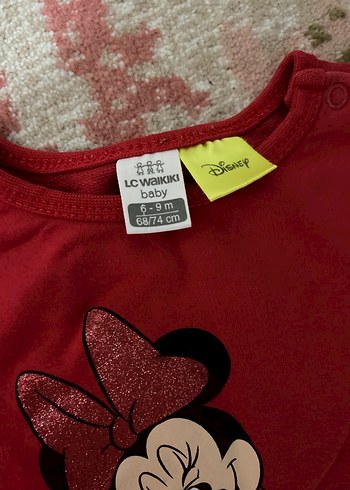 LC WAIKIKI
baby
6 - 9 m
68/74 cm
Disney